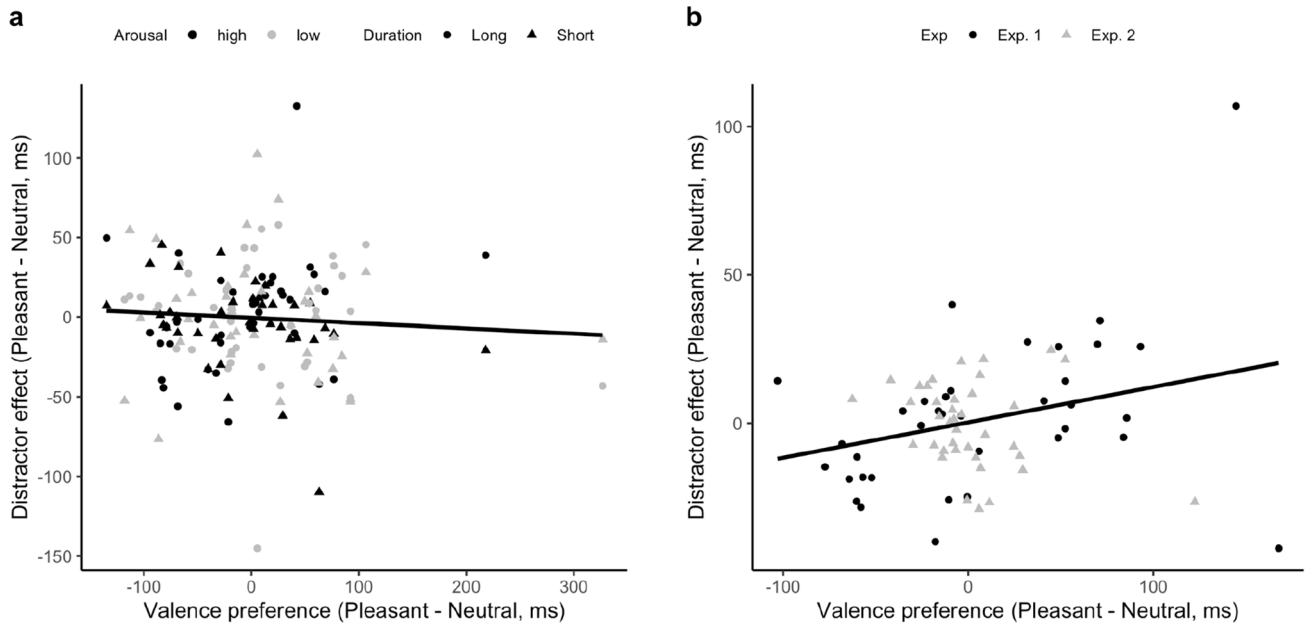 a
Arousal high low Duration Long Short
Distractor effect (Pleasant - Neutral, ms)
100
50
0
-50
-100
-150
-100 0 100 200 300
Valence preference (Pleasant - Neutral, ms)
b
Exp Exp. 1 Exp. 2
Distractor effect (Pleasant - Neutral, ms)
100
50
0
-100 0 100
Valence preference (Pleasant - Neutral, ms)